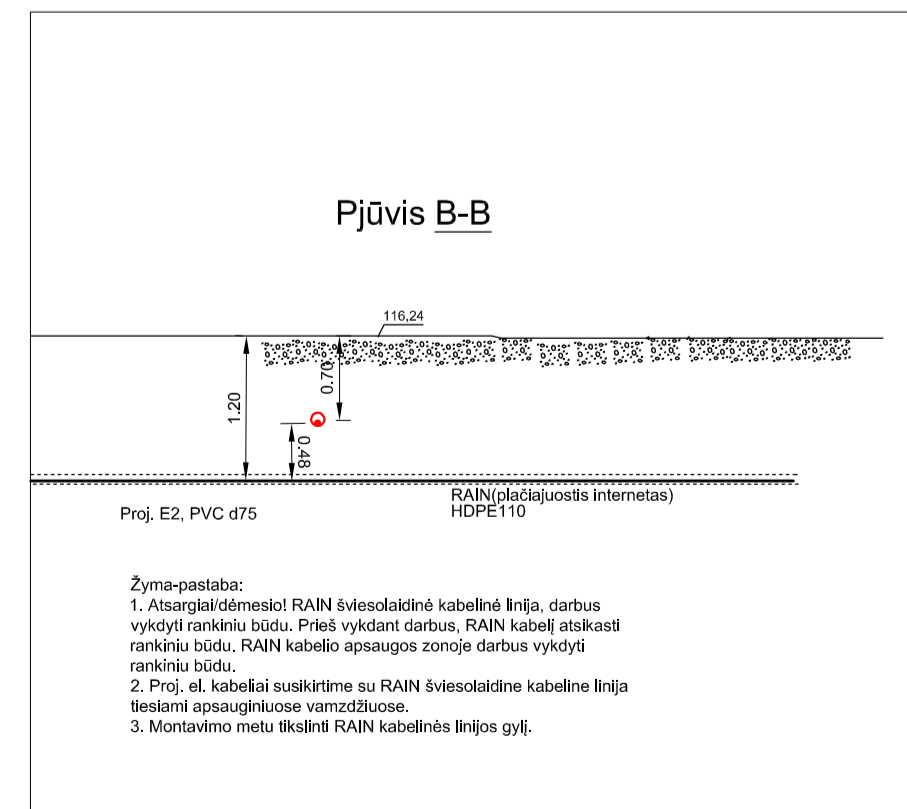 Pjūvis B-B
116,24
0.70
1.20
0.48
Proj. E2, PVC d75
RAIN(plačiajuostis internetas)
HDPE110
Žyma-pastaba:
1. Atsargiai/dėmesio! RAIN šviesolaidinė kabelinė linija, darbus
vykdyti rankiniu būdu. Prieš vykdant darbus, RAIN kabelį atsikasti
rankiniu būdu. RAIN kabelio apsaugos zonoje darbus vykdyti
rankiniu būdu.
2. Proj. el. kabeliai susikirtime su RAIN šviesolaidine kabeline linija
tiesiami apsauginiuose vamzdžiuose.
3. Montavimo metu tikslinti RAIN kabelinės linijos gylį.